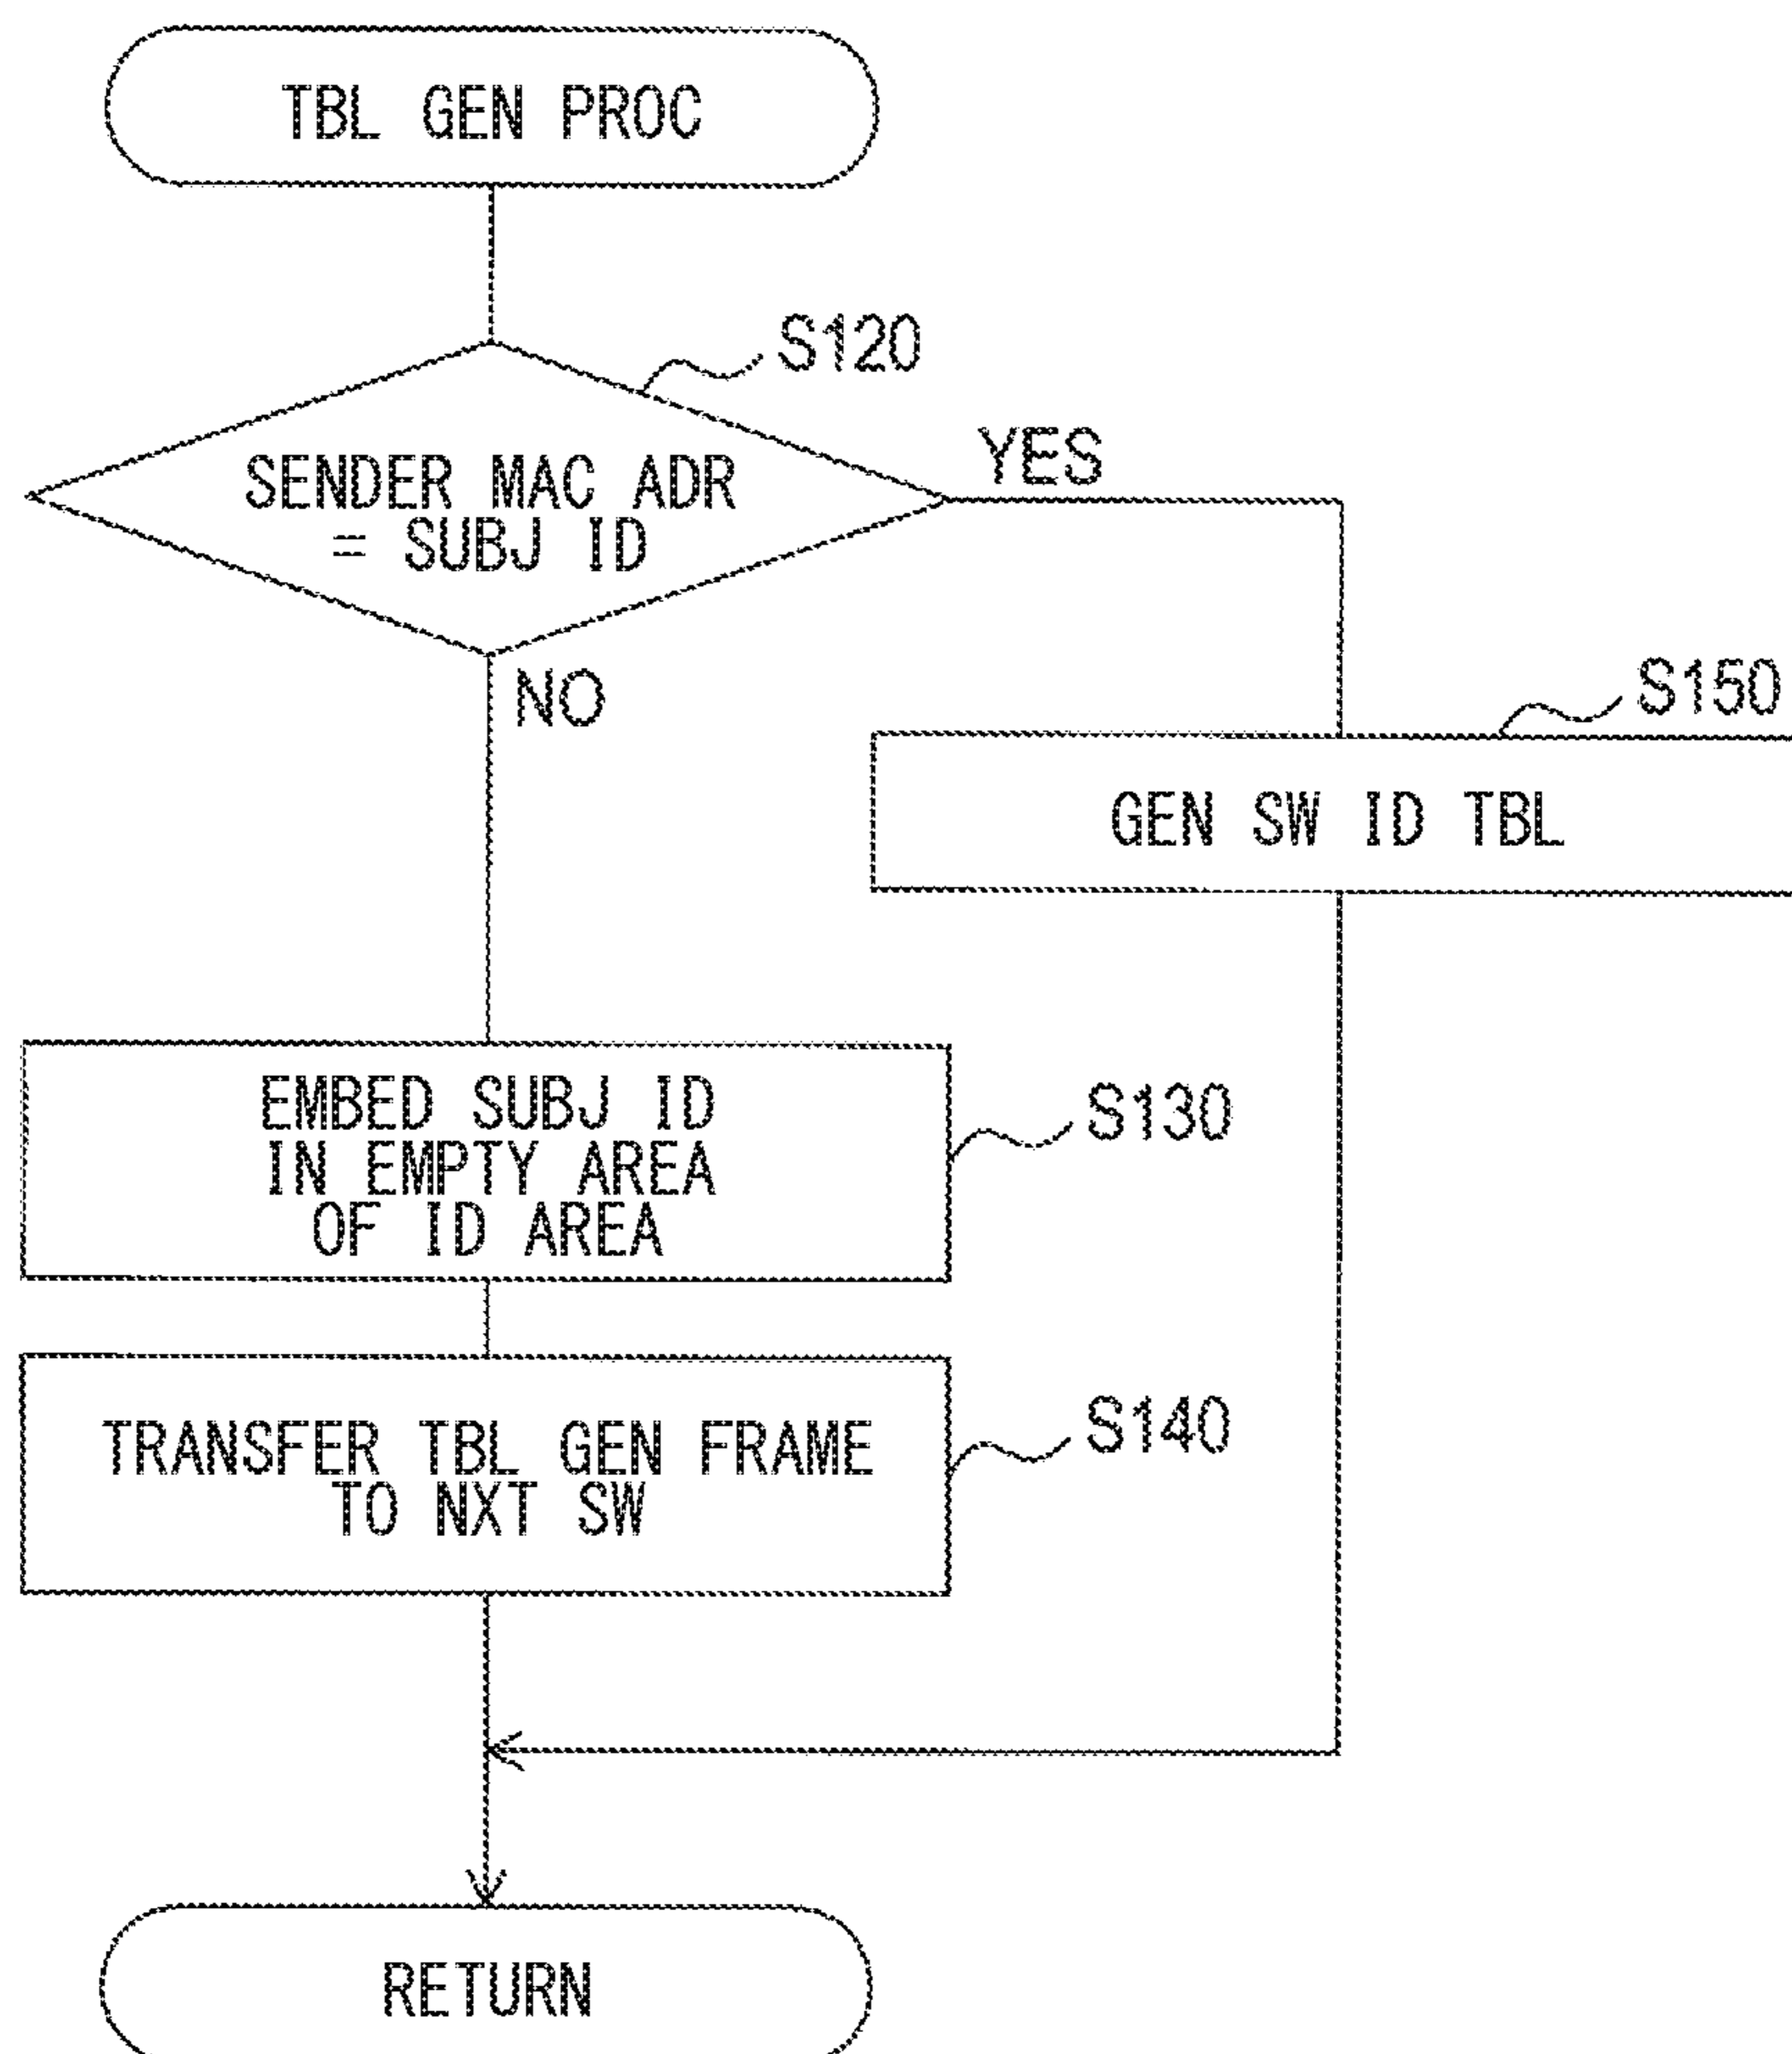 TBL GEN PROC
S120
SENDER MAC ADR
= SUBJ ID
YES
NO
S150
GEN SW ID TBL
EMBED SUBJ ID
IN EMPTY AREA
OF ID AREA
S130
TRANSFER TBL GEN FRAME
TO NXT SW
S140
RETURN